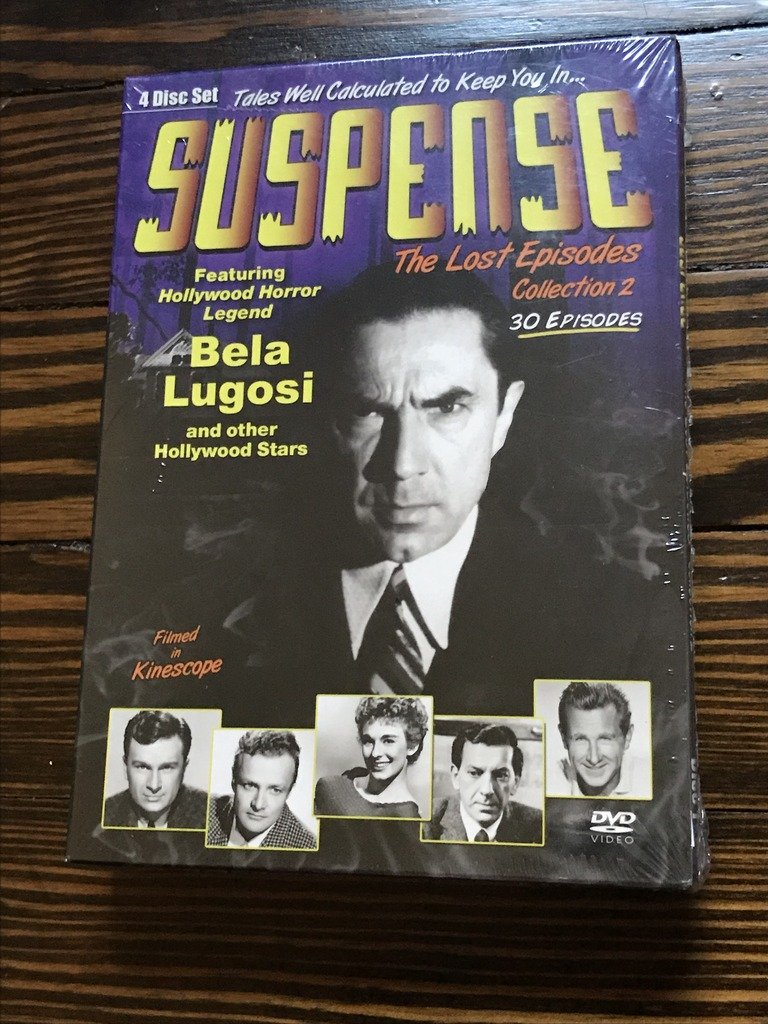 4 Disc Set
Tales Well Calculated to Keep You In...
SUSPENSE
The Lost Episodes
Collection 2
30 EPISODES
Featuring
Hollywood Horror
Legend
Bela
Lugosi
and other
Hollywood Stars
Filmed
in
Kinescope
DVD
VIDEO